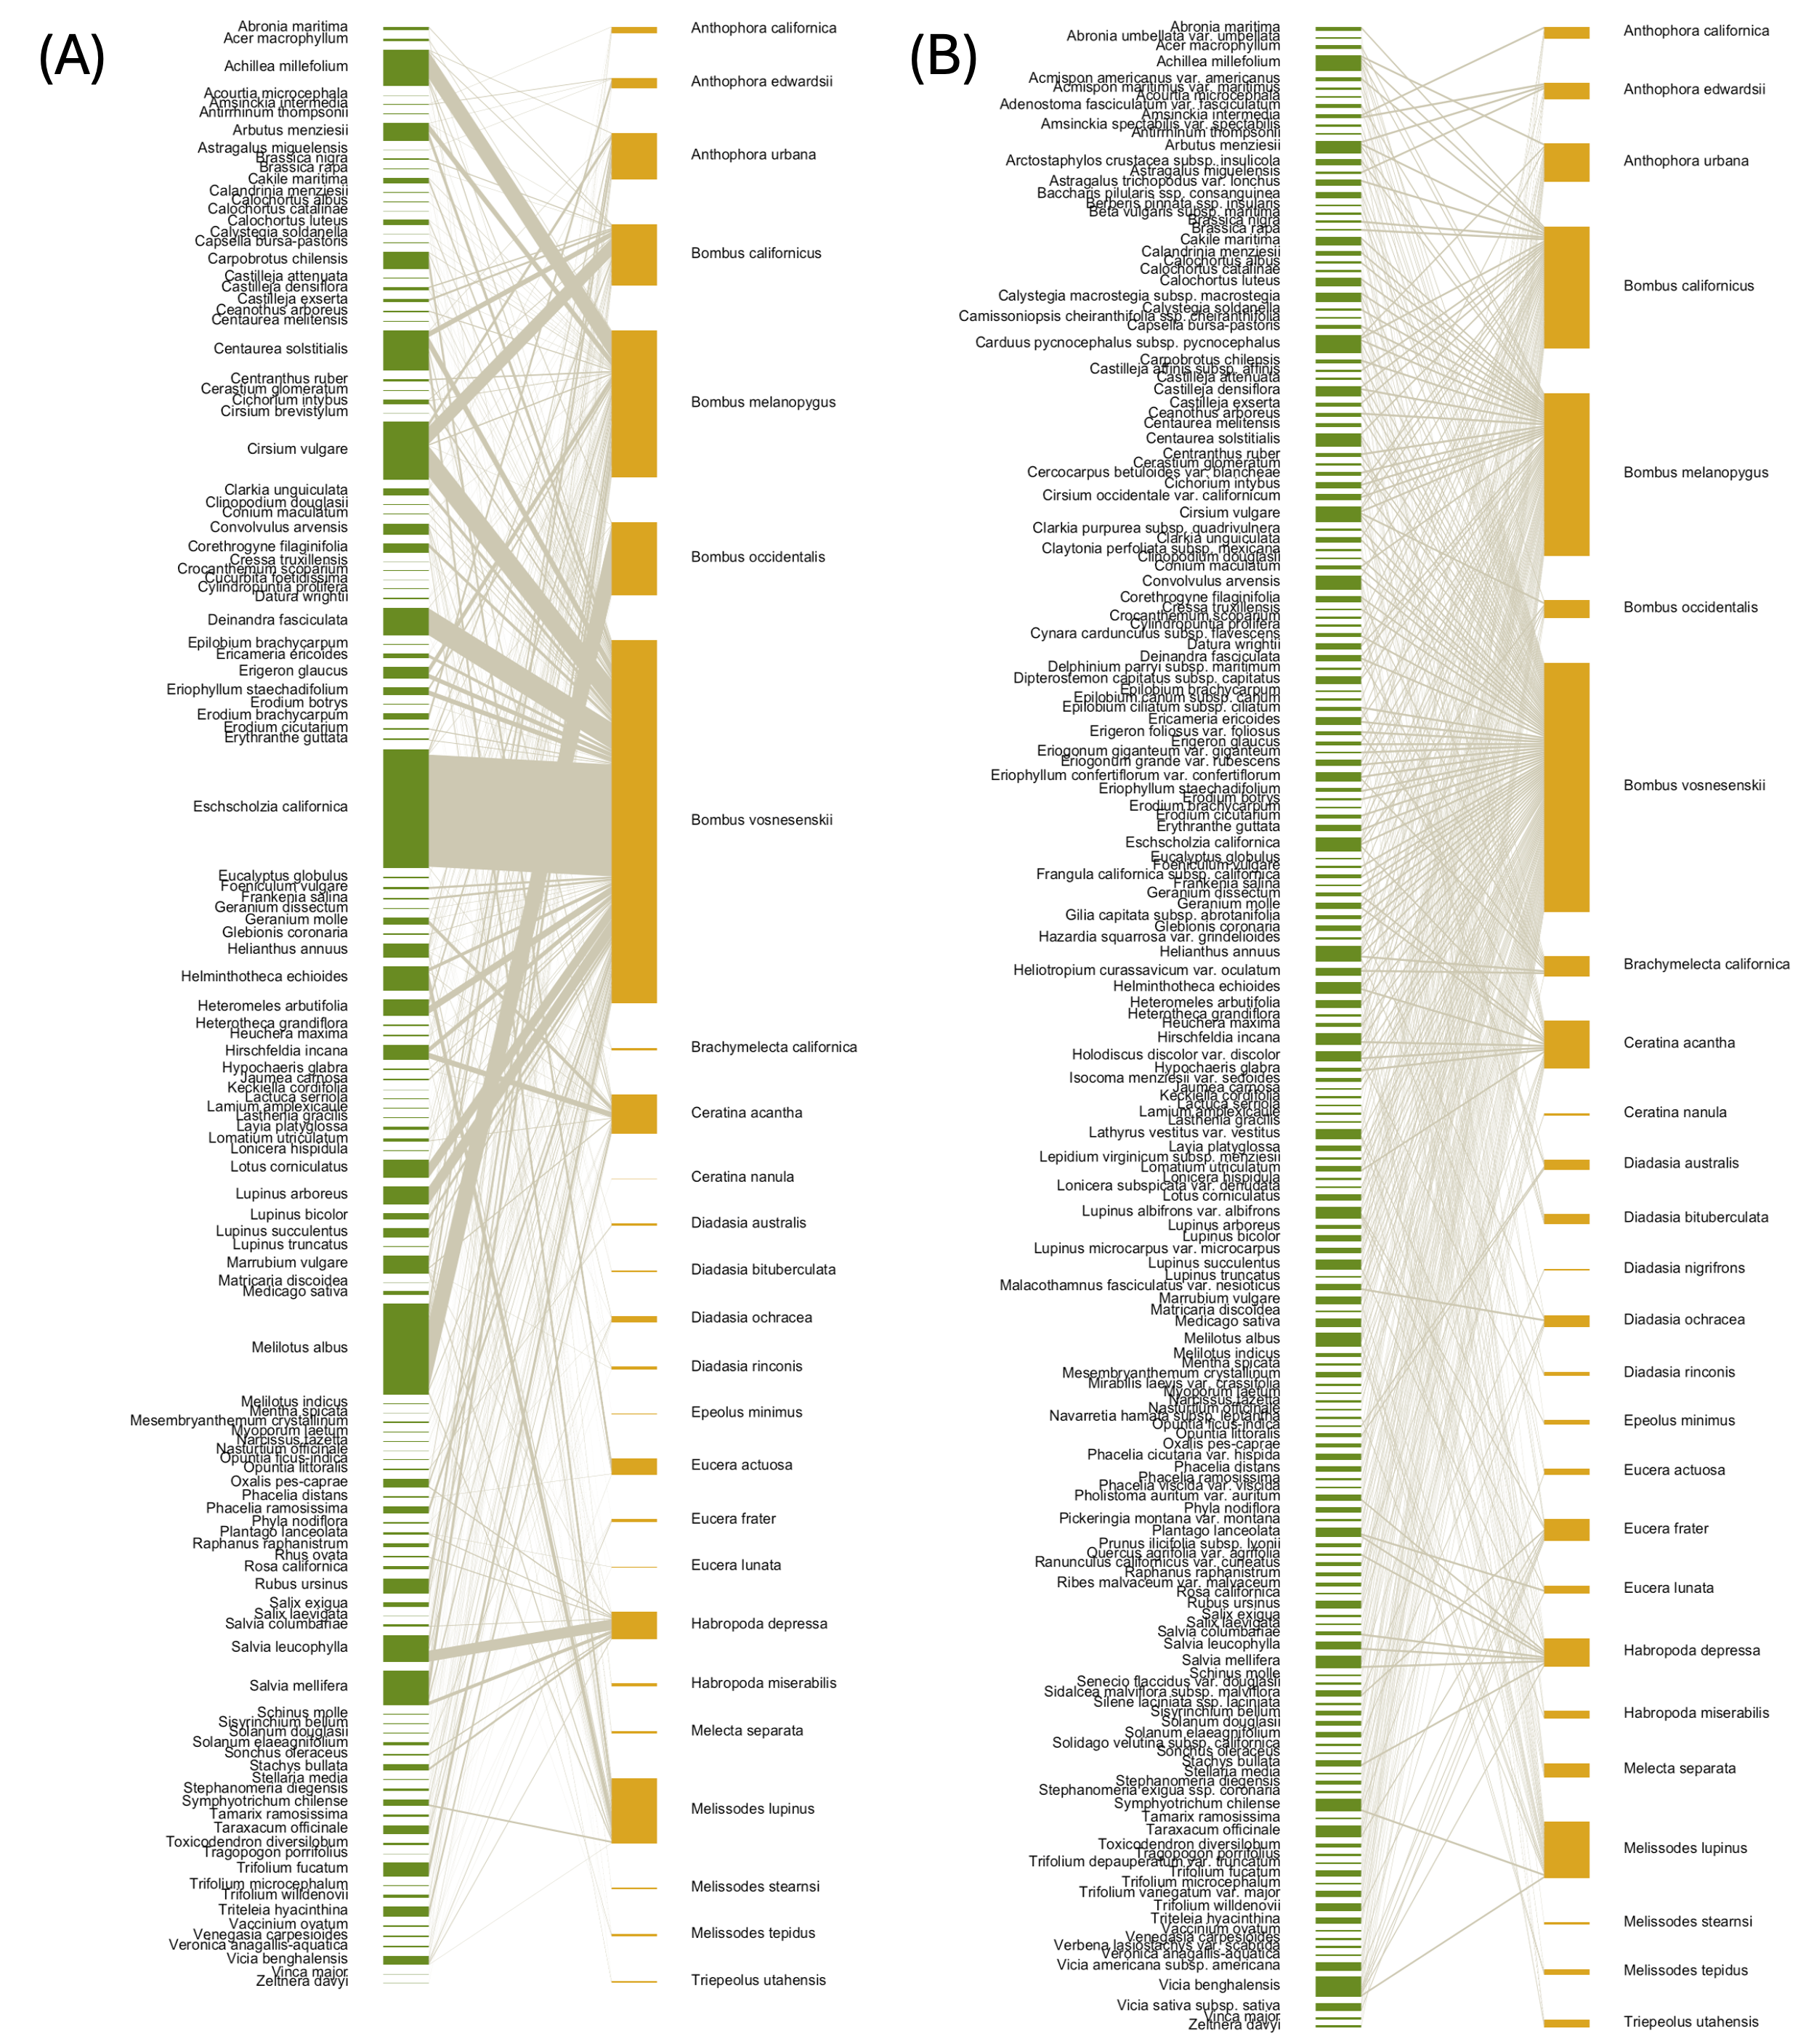 (A)
Abronia maritima
Acer macrophyllum
Achillea millefolium
Acourtia microcephala
Amsinckia intermedia
Antirrhinum thompsonii
Arbutus menziesii
Astragalus miguelensis
Brassica nigra
Brassica rapa
Cakile maritima
Calandrinia menziesii
Calochortus albus
Calochortus catalinae
Calochortus luteus
Calystegia soldanella
Capsella bursa-pastoris
Carpobrotus chilensis
Castilleja attenuata
Castilleja densiflora
Castilleja exserta
Ceanothus arboreus
Centaurea melitensis
Centaurea solstitialis
Centranthus ruber
Cerastium glomeratum
Cichorium intybus
Cirsium brevistylum
Cirsium vulgare
Clarkia unguiculata
Clinopodium douglasii
Conium maculatum
Convolvulus arvensis
Corethrogyne filaginifolia
Cressa truxillensis
Crocanthemum scoparium
Cucurbita foetidissima
Cylindropuntia prolifera
Datura wrightii
Deinandra fasciculata
Epilobium brachycarpum
Ericameria ericoides
Erigeron glaucus
Eriophyllum staechadifolium
Erodium botrys
Erodium brachycarpum
Erodium cicutarium
Erythranthe guttata
Eschscholzia californica
Eucalyptus globulus
Foeniculum vulgare
Frankenia salina
Geranium dissectum
Geranium molle
Glebionis coronaria
Helianthus annuus
Helminthotheca echioides
Heteromeles arbutifolia
Heterotheca grandiflora
Heuchera maxima
Hirschfeldia incana
Hypochaeris glabra
Jaumea carnosa
Keckiella cordifolia
Lactuca serriola
Lamium amplexicaule
Lasthenia gracilis
Layia platyglossa
Lomatium utriculatum
Lonicera hispidula
Lotus corniculatus
Lupinus arboreus
Lupinus bicolor
Lupinus succulentus
Lupinus truncatus
Marrubium vulgare
Matricaria discoidea
Medicago sativa
Melilotus albus
Melilotus indicus
Mentha spicata
Mesembryanthemum crystallinum
Myoporum laetum
Narcissus tazetta
Nasturtium officinale
Opuntia ficus-indica
Opuntia littoralis
Oxalis pes-caprae
Phacelia distans
Phacelia ramosissima
Phyla nodiflora
Plantago lanceolata
Raphanus raphanistrum
Rhus ovata
Rosa californica
Rubus ursinus
Salix exigua
Salix laevigata
Salvia columbariae
Salvia leucophylla
Salvia mellifera
Schinus molle
Sisyrinchium bellum
Solanum douglasii
Solanum elaeagnifolium
Sonchus oleraceus
Stachys bullata
Stellaria media
Stephanomeria diegensis
Symphyotrichum chilense
Tamarix ramosissima
Taraxacum officinale
Toxicodendron diversilobum
Tragopogon porrifolius
Trifolium fucatum
Trifolium microcephalum
Trifolium willdenovii
Triteleia hyacinthina
Vaccinium ovatum
Venegasia carpesioides
Veronica anagallis-aquatica
Vicia benghalensis
Vinca major
Zeltnera davyi
Anthophora californica
Anthophora edwardsii
Anthophora urbana
Bombus californicus
Bombus melanopygus
Bombus occidentalis
Bombus vosnesenskii
Brachymelecta californica
Ceratina acantha
Ceratina nanula
Diadasia australis
Diadasia bituberculata
Diadasia ochracea
Diadasia rinconis
Epeolus minimus
Eucera actuosa
Eucera frater
Eucera lunata
Habropoda depressa
Habropoda miserabilis
Melecta separata
Melissodes lupinus
Melissodes stearnsi
Melissodes tepidus
Triepeolus utahensis
(B)
Abronia maritima
Abronia umbellata var. umbellata
Acer macrophyllum
Achillea millefolium
Acmispon americanus var. americanus
Acmispon maritimus var. maritimus
Acourtia microcephala
Adenostoma fasciculatum var. fasciculatum
Amsinckia intermedia
Amsinckia spectabilis var. spectabilis
Antirrhinum thompsonii
Arbutus menziesii
Arctostaphylos crustacea subsp. insulicola
Astragalus miguelensis
Astragalus trichopodus var. lonchus
Baccharis pilularis ssp. consanguinea
Berberis pinnata ssp. insularis
Beta vulgaris subsp. maritima
Brassica nigra
Brassica rapa
Cakile maritima
Calandrinia menziesii
Calochortus albus
Calochortus catalinae
Calochortus luteus
Calystegia macrostegia subsp. macrostegia
Calystegia soldanella
Camissoniopsis cheiranthifolia ssp. cheiranthifolia
Capsella bursa-pastoris
Carduus pycnocephalus subsp. pycnocephalus
Carpobrotus chilensis
Castilleja affinis subsp. affinis
Castilleja attenuata
Castilleja densiflora
Castilleja exserta
Ceanothus arboreus
Centaurea melitensis
Centaurea solstitialis
Centranthus ruber
Cerastium glomeratum
Cercocarpus betuloides var. blancheae
Cichorium intybus
Cirsium occidentale var. californicum
Cirsium vulgare
Clarkia purpurea subsp. quadrivulnera
Clarkia unguiculata
Claytonia perfoliata subsp. mexicana
Clinopodium douglasii
Conium maculatum
Convolvulus arvensis
Corethrogyne filaginifolia
Cressa truxillensis
Crocanthemum scoparium
Cylindropuntia prolifera
Cynara cardunculus subsp. flavescens
Datura wrightii
Deinandra fasciculata
Delphinium parryi subsp. maritimum
Dipterostemon capitatus subsp. capitatus
Epilobium brachycarpum
Epilobium canum subsp. canum
Epilobium ciliatum subsp. ciliatum
Ericameria ericoides
Erigeron foliosus var. foliosus
Erigeron glaucus
Eriogonum giganteum var. giganteum
Eriogonum grande var. rubescens
Eriophyllum confertiflorum var. confertiflorum
Eriophyllum staechadifolium
Erodium botrys
Erodium brachycarpum
Erodium cicutarium
Erythranthe guttata
Eschscholzia californica
Eucalyptus globulus
Foeniculum vulgare
Frangula californica subsp. californica
Frankenia salina
Geranium dissectum
Geranium molle
Gilia capitata subsp. abrotanifolia
Glebionis coronaria
Hazardia squarrosa var. grindelioides
Helianthus annuus
Heliotropium curassavicum var. oculatum
Helminthotheca echioides
Heteromeles arbutifolia
Heterotheca grandiflora
Heuchera maxima
Hirschfeldia incana
Holodiscus discolor var. discolor
Hypochaeris glabra
Isocoma menziesii var. sedoides
Jaumea carnosa
Keckiella cordifolia
Lactuca serriola
Lamium amplexicaule
Lasthenia gracilis
Lathyrus vestitus var. vestitus
Layia platyglossa
Lepidium virginicum subsp. menziesii
Lomatium utriculatum
Lonicera hispidula
Lonicera subspicata var. denudata
Lotus corniculatus
Lupinus albifrons var. albifrons
Lupinus arboreus
Lupinus bicolor
Lupinus microcarpus var. microcarpus
Lupinus succulentus
Lupinus truncatus
Malacothamnus fasciculatus var. nesioticus
Marrubium vulgare
Matricaria discoidea
Medicago sativa
Melilotus albus
Melilotus indicus
Mentha spicata
Mesembryanthemum crystallinum
Mirabilis laevis var. crassifolia
Myoporum laetum
Narcissus tazetta
Nasturtium officinale
Navarretia hamata subsp. leptantha
Opuntia ficus-indica
Opuntia littoralis
Oxalis pes-caprae
Phacelia cicutaria var. hispida
Phacelia distans
Phacelia ramosissima
Phacelia viscida var. viscida
Pholistoma auritum var. auritum
Phyla nodiflora
Pickeringia montana var. montana
Plantago lanceolata
Prunus ilicifolia subsp. lyonii
Quercus agrifolia var. agrifolia
Ranunculus californicus var. cuneatus
Raphanus raphanistrum
Ribes malvaceum var. malvaceum
Rosa californica
Rubus ursinus
Salix exigua
Salix laevigata
Salvia columbariae
Salvia leucophylla
Salvia mellifera
Schinus molle
Senecio flaccidus var. douglasii
Sidalcea malviflora subsp. malviflora
Silene laciniata ssp. laciniata
Sisyrinchium bellum
Solanum douglasii
Solanum elaeagnifolium
Solidago velutina subsp. californica
Sonchus oleraceus
Stachys bullata
Stellaria media
Stephanomeria diegensis
Stephanomeria exigua ssp. coronaria
Symphyotrichum chilense
Tamarix ramosissima
Taraxacum officinale
Toxicodendron diversilobum
Tragopogon porrifolius
Trifolium depauperatum var. truncatum
Trifolium fucatum
Trifolium microcephalum
Trifolium variegatum var. major
Trifolium willdenovii
Triteleia hyacinthina
Vaccinium ovatum
Venegasia carpesioides
Verbena lasiostachys var. scabrida
Veronica anagallis-aquatica
Vicia americana subsp. americana
Vicia benghalensis
Vicia sativa subsp. sativa
Vinca major
Zeltnera davyi
Anthophora californica
Anthophora edwardsii
Anthophora urbana
Bombus californicus
Bombus melanopygus
Bombus occidentalis
Bombus vosnesenskii
Brachymelecta californica
Ceratina acantha
Ceratina nanula
Diadasia australis
Diadasia bituberculata
Diadasia nigrifrons
Diadasia ochracea
Diadasia rinconis
Epeolus minimus
Eucera actuosa
Eucera frater
Eucera lunata
Habropoda depressa
Habropoda miserabilis
Melecta separata
Melissodes lupinus
Melissodes stearnsi
Melissodes tepidus
Triepeolus utahensis